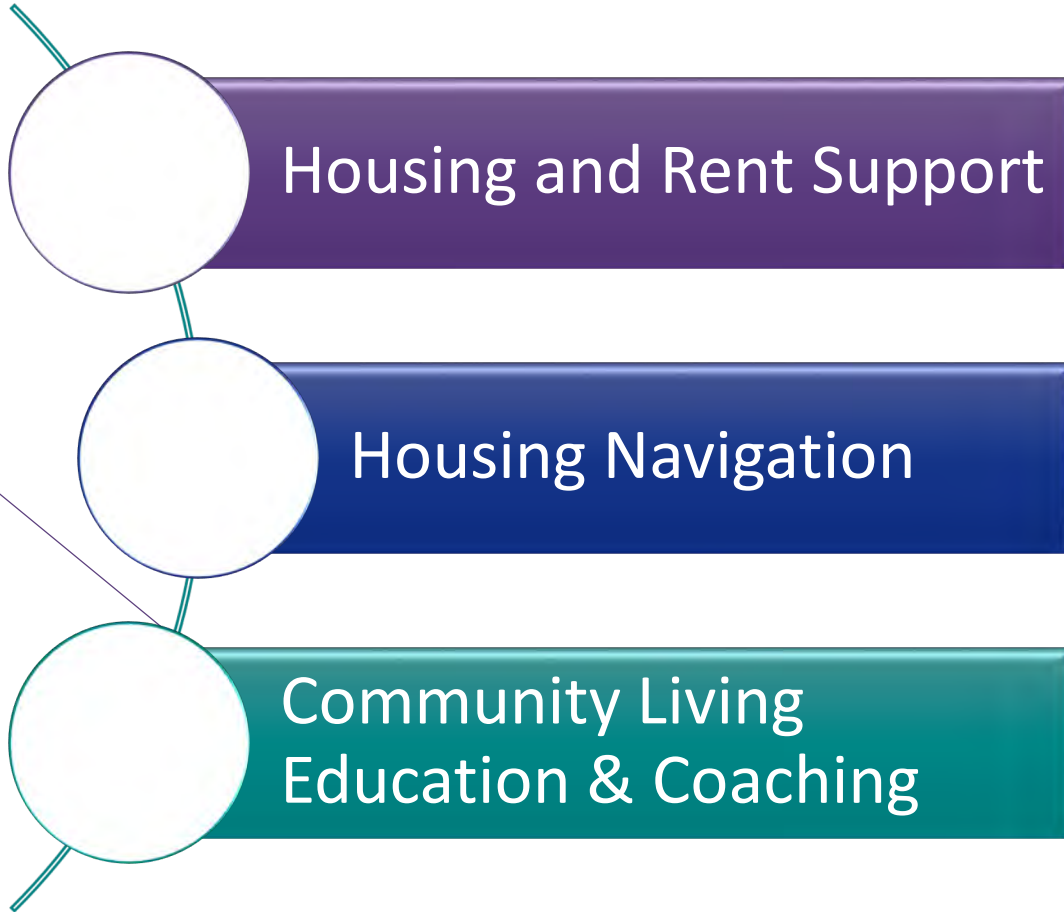 Housing and Rent Support
Housing Navigation
Community Living
Education & Coaching